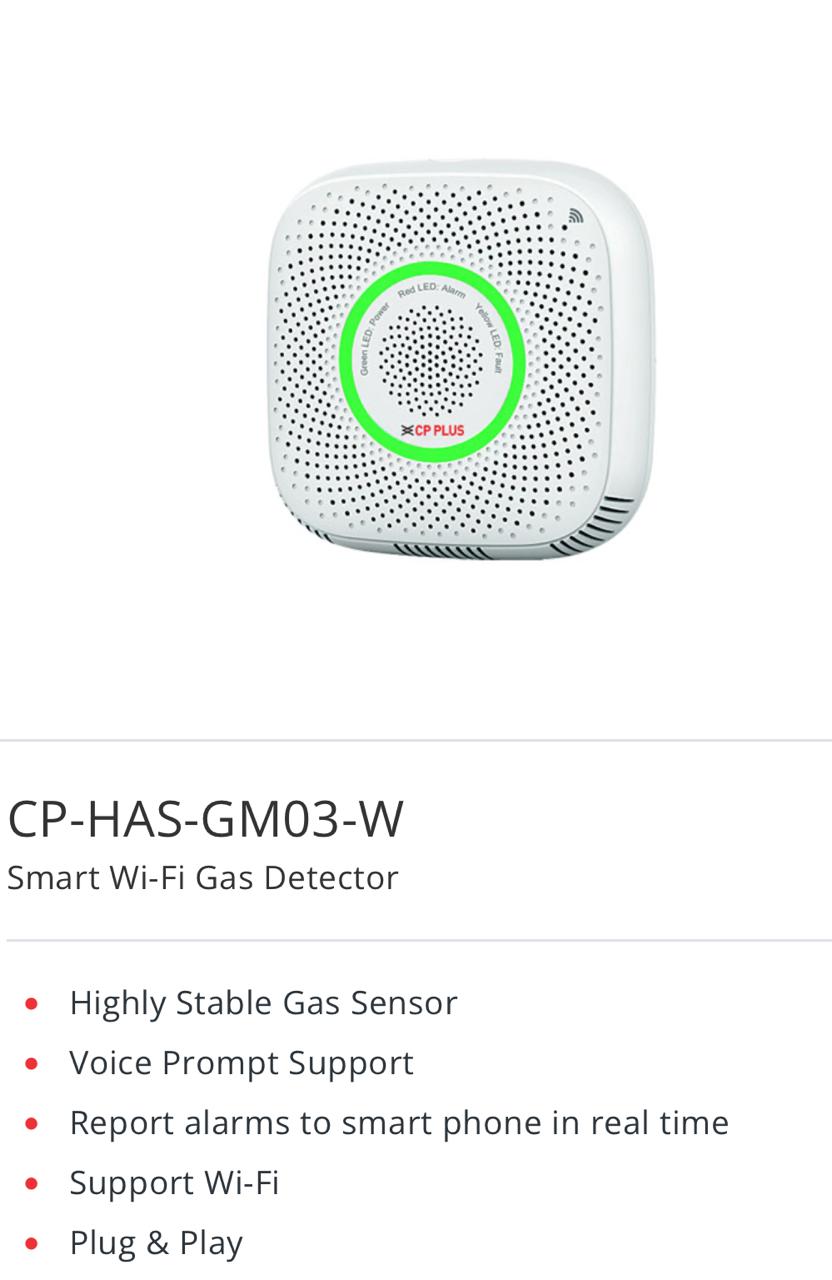 Green LED: Power
Red LED: Alarm
Yellow LED: Fault
CP PLUS
CP-HAS-GM03-W
Smart Wi-Fi Gas Detector
Highly Stable Gas Sensor
Voice Prompt Support
Report alarms to smart phone in real time
Support Wi-Fi
Plug & Play